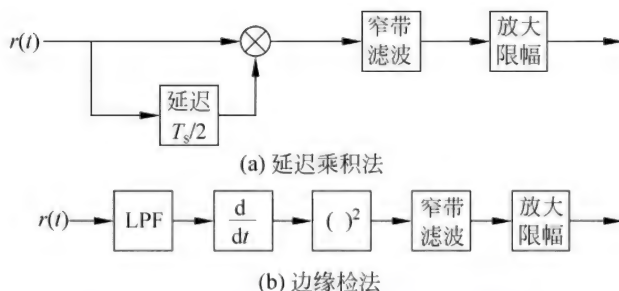 r(t)
延迟
T_s/2
窄带
滤波
放大
限幅
(a) 延迟乘积法
r(t)
LPF
d
dt
( )²
窄带
滤波
放大
限幅
(b) 边缘检法